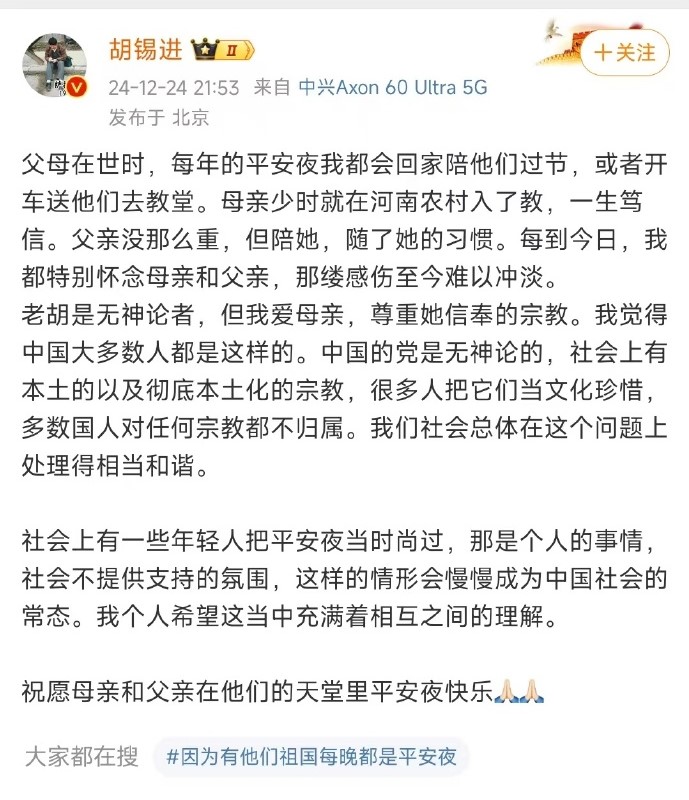 胡锡进 II
24-12-24 21:53 来自 中兴Axon 60 Ultra 5G
发布于 北京
+关注
父母在世时，每年的平安夜我都会回家陪他们过节，或者开
车送他们去教堂。母亲少时就在河南农村入了教，一生笃
信。父亲没那么重，但陪她，随了她的习惯。每到今日，我
都特别怀念母亲和父亲，那缕感伤至今难以冲淡。
老胡是无神论者，但我爱母亲，尊重她信奉的宗教。我觉得
中国大多数人都是这样的。中国的党是无神论的，社会上有
本土的以及彻底本土化的宗教，很多人把它们当文化珍惜，
多数国人对任何宗教都不归属。我们社会总体在这个问题上
处理得相当和谐。
社会上有一些年轻人把平安夜当时尚过，那是个人的事情，
社会不提供支持的氛围，这样的情形会慢慢成为中国社会的
常态。我个人希望这当中充满着相互之间的理解。
祝愿母亲和父亲在他们的天堂里平安夜快乐🙏🏻🙏🏻
大家都在搜 #因为有他们祖国每晚都是平安夜